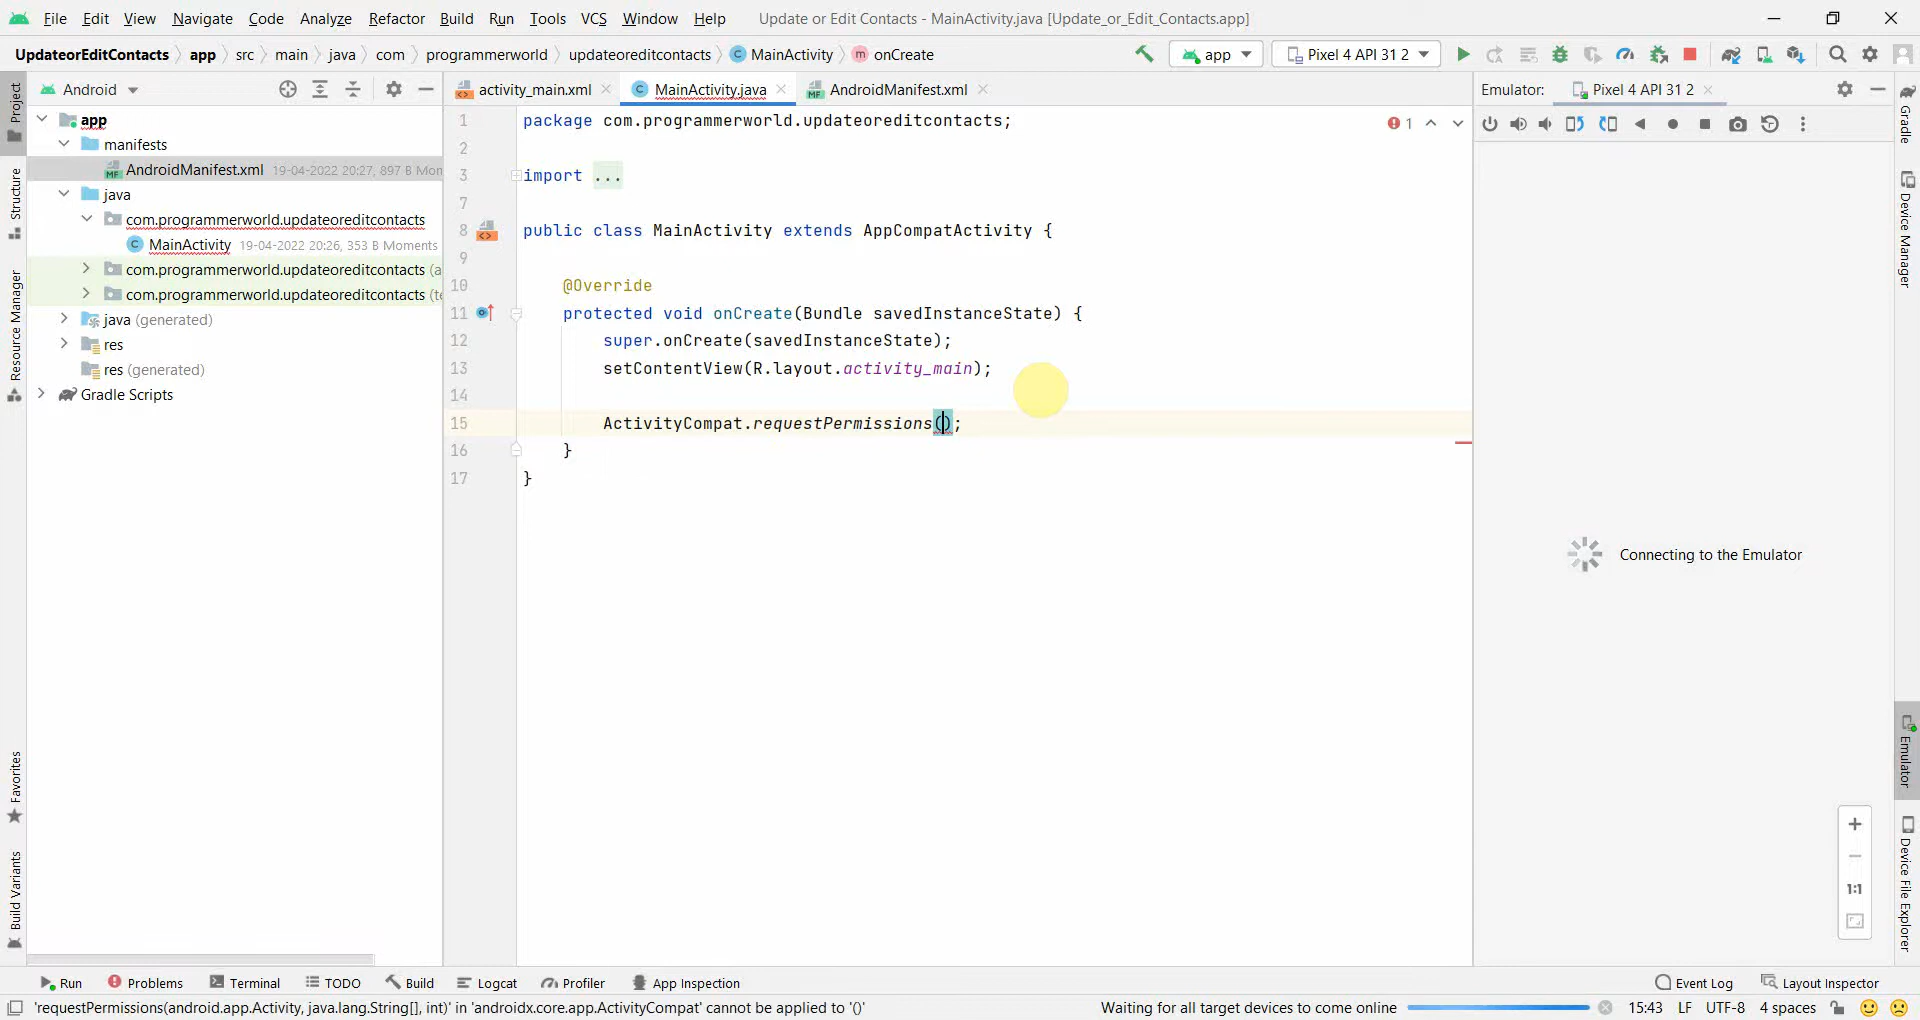 File Edit View Navigate Code Analyze Refactor Build Run Tools VCS Window Help Update or Edit Contacts - MainActivity.java [Update_or_Edit_Contacts.app]
UpdateorEditContacts app src main java com programmerworld updateoreditcontacts MainActivity onCreate app Pixel 4 API 31 2
Android activity_main.xml MainActivity.java AndroidManifest.xml Emulator: Pixel 4 API 31 2
Project
Structure
Resource Manager
Favorites
Build Variants
app
manifests
AndroidManifest.xml 19-04-2022 20:27, 897 B Mon
java
com.programmerworld.updateoreditcontacts
MainActivity 19-04-2022 20:26, 353 B Moments
com.programmerworld.updateoreditcontacts (a
com.programmerworld.updateoreditcontacts (te
java (generated)
res
res (generated)
Gradle Scripts
1 package com.programmerworld.updateoreditcontacts;
1
2
3 import ...
7
8 public class MainActivity extends AppCompatActivity {
9
10 @Override
11 protected void onCreate(Bundle savedInstanceState) {
12 super.onCreate(savedInstanceState);
13 setContentView(R.layout.activity_main);
14
15 ActivityCompat.requestPermissions();
16 }
17 }
Connecting to the Emulator
1:1
Gradle
Device Manager
Emulator
Device File Explorer
Run Problems Terminal TODO Build Logcat Profiler App Inspection Event Log Layout Inspector
'requestPermissions(android.app.Activity, java.lang.String[], int)' in 'androidx.core.app.ActivityCompat' cannot be applied to '()' Waiting for all target devices to come online 15:43 LF UTF-8 4 spaces